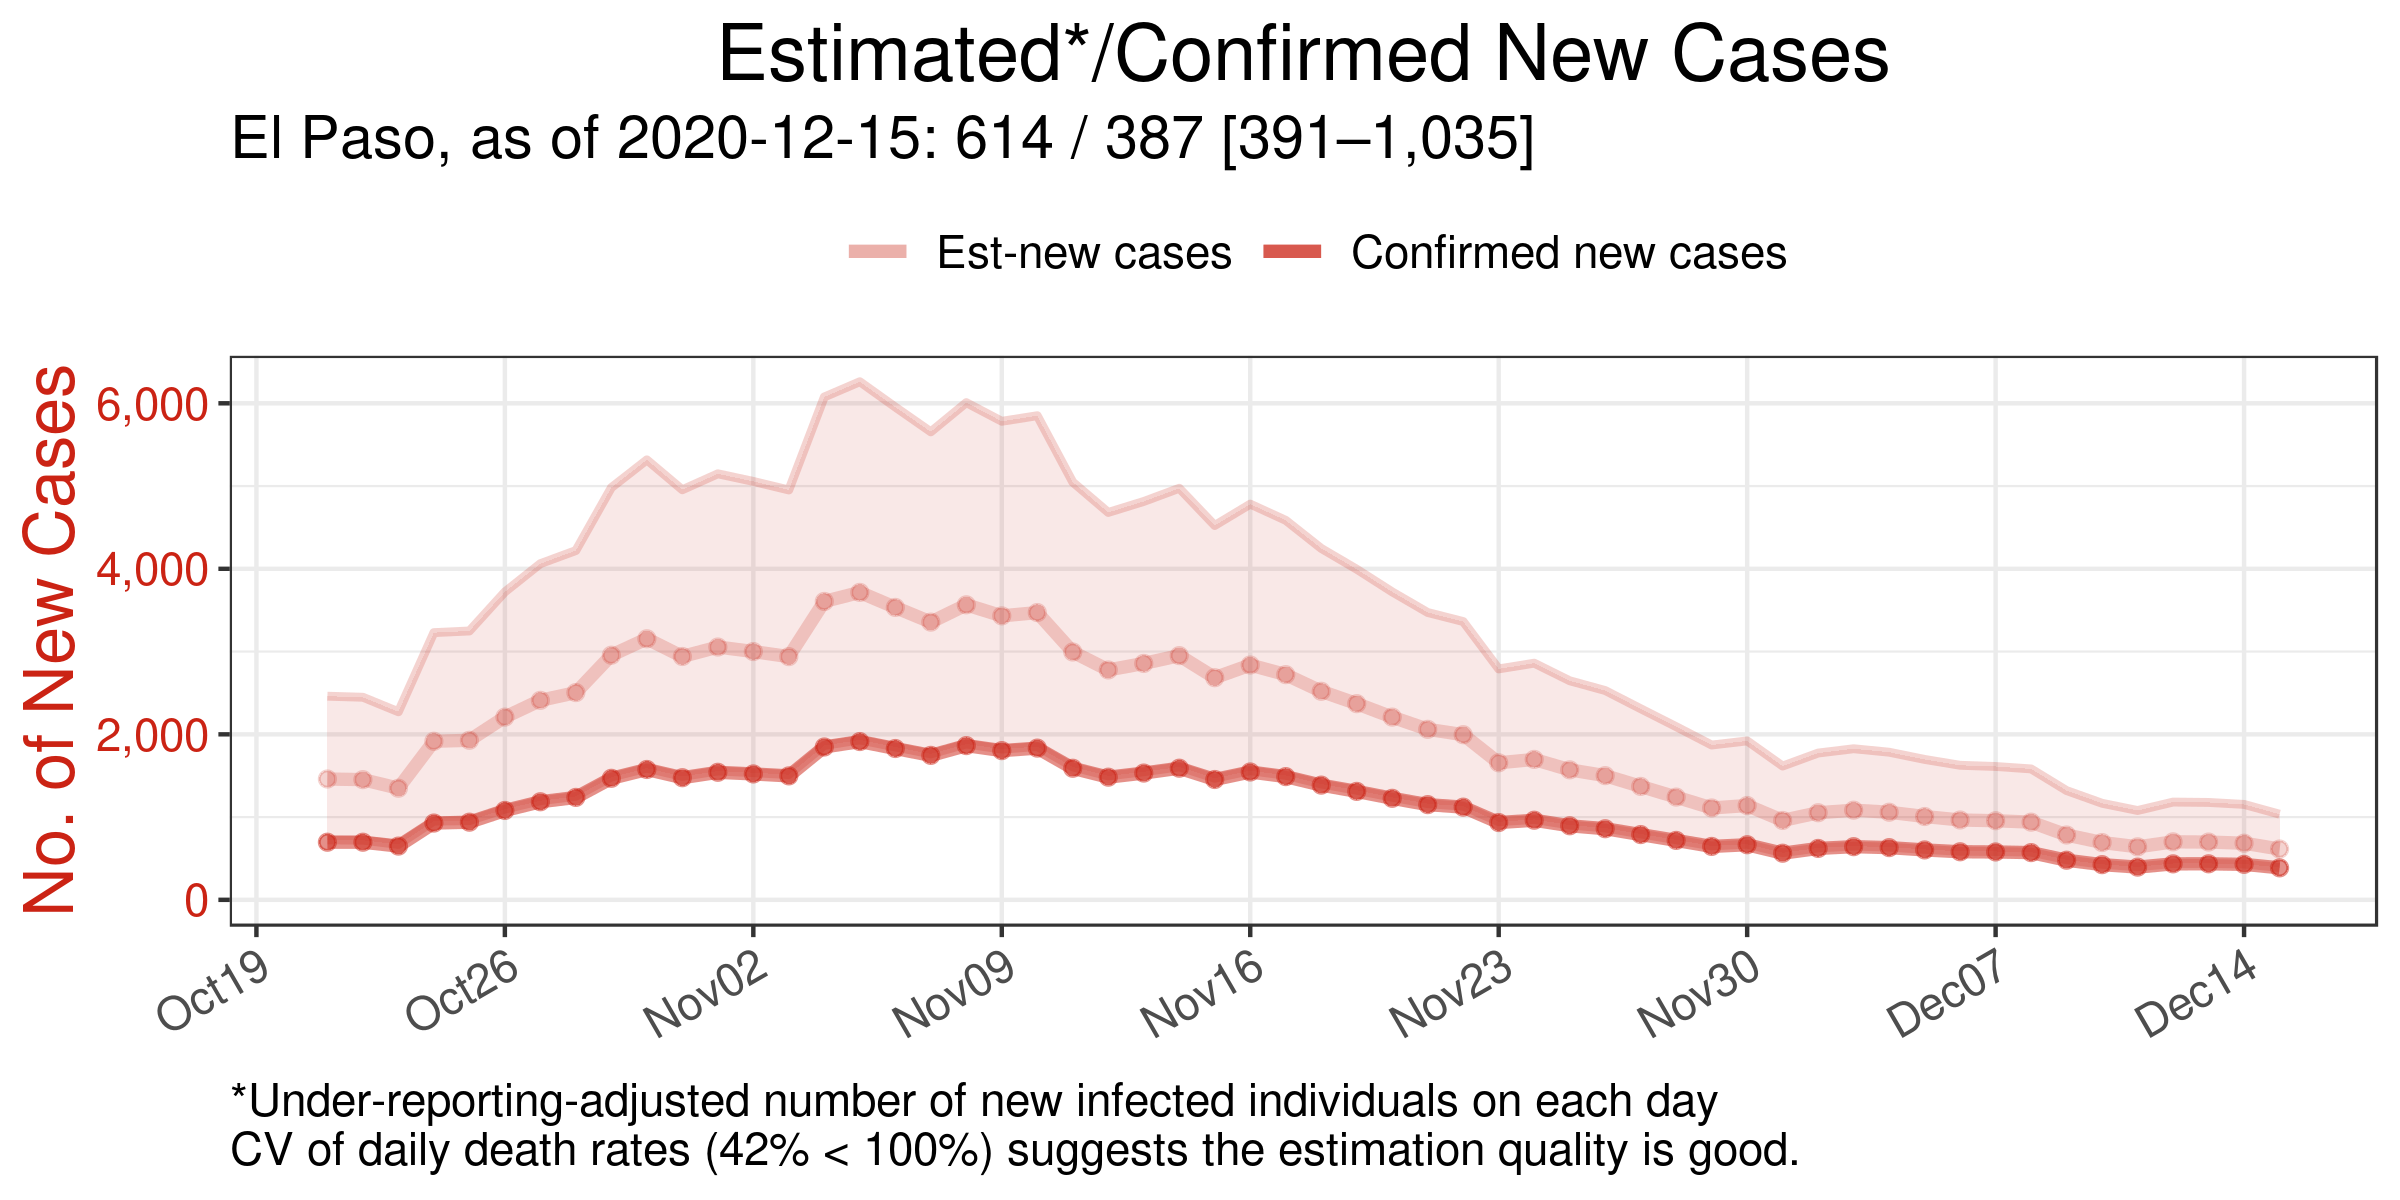 Estimated*/Confirmed New Cases
El Paso, as of 2020-12-15: 614 / 387 [391–1,035]
Est-new cases Confirmed new cases
No. of New Cases
6,000
4,000
2,000
0
Oct19 Oct26 Nov02 Nov09 Nov16 Nov23 Nov30 Dec07 Dec14
*Under-reporting-adjusted number of new infected individuals on each day
CV of daily death rates (42% < 100%) suggests the estimation quality is good.